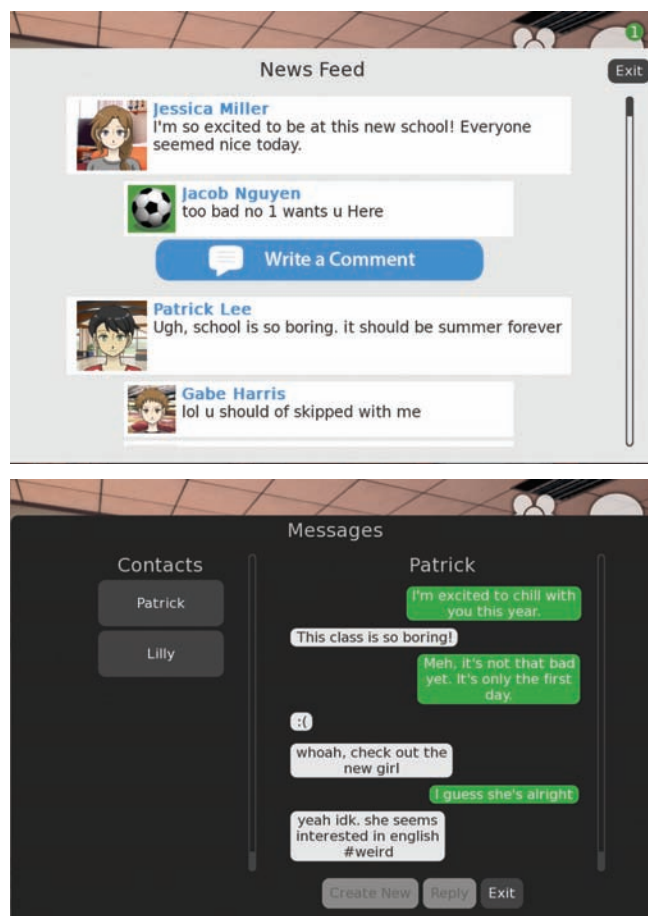 1
News Feed
Exit
Jessica Miller
I'm so excited to be at this new school! Everyone
seemed nice today.
Jacob Nguyen
too bad no 1 wants u Here
Write a Comment
Patrick Lee
Ugh, school is so boring. it should be summer forever
Gabe Harris
lol u should of skipped with me
Messages
Contacts
Patrick
Lilly
Patrick
I'm excited to chill with
you this year.
This class is so boring!
Meh, it's not that bad
yet. It's only the first
day.
:(
whoah, check out the
new girl
I guess she's alright
yeah idk. she seems
interested in english
#weird
Create New
Reply
Exit